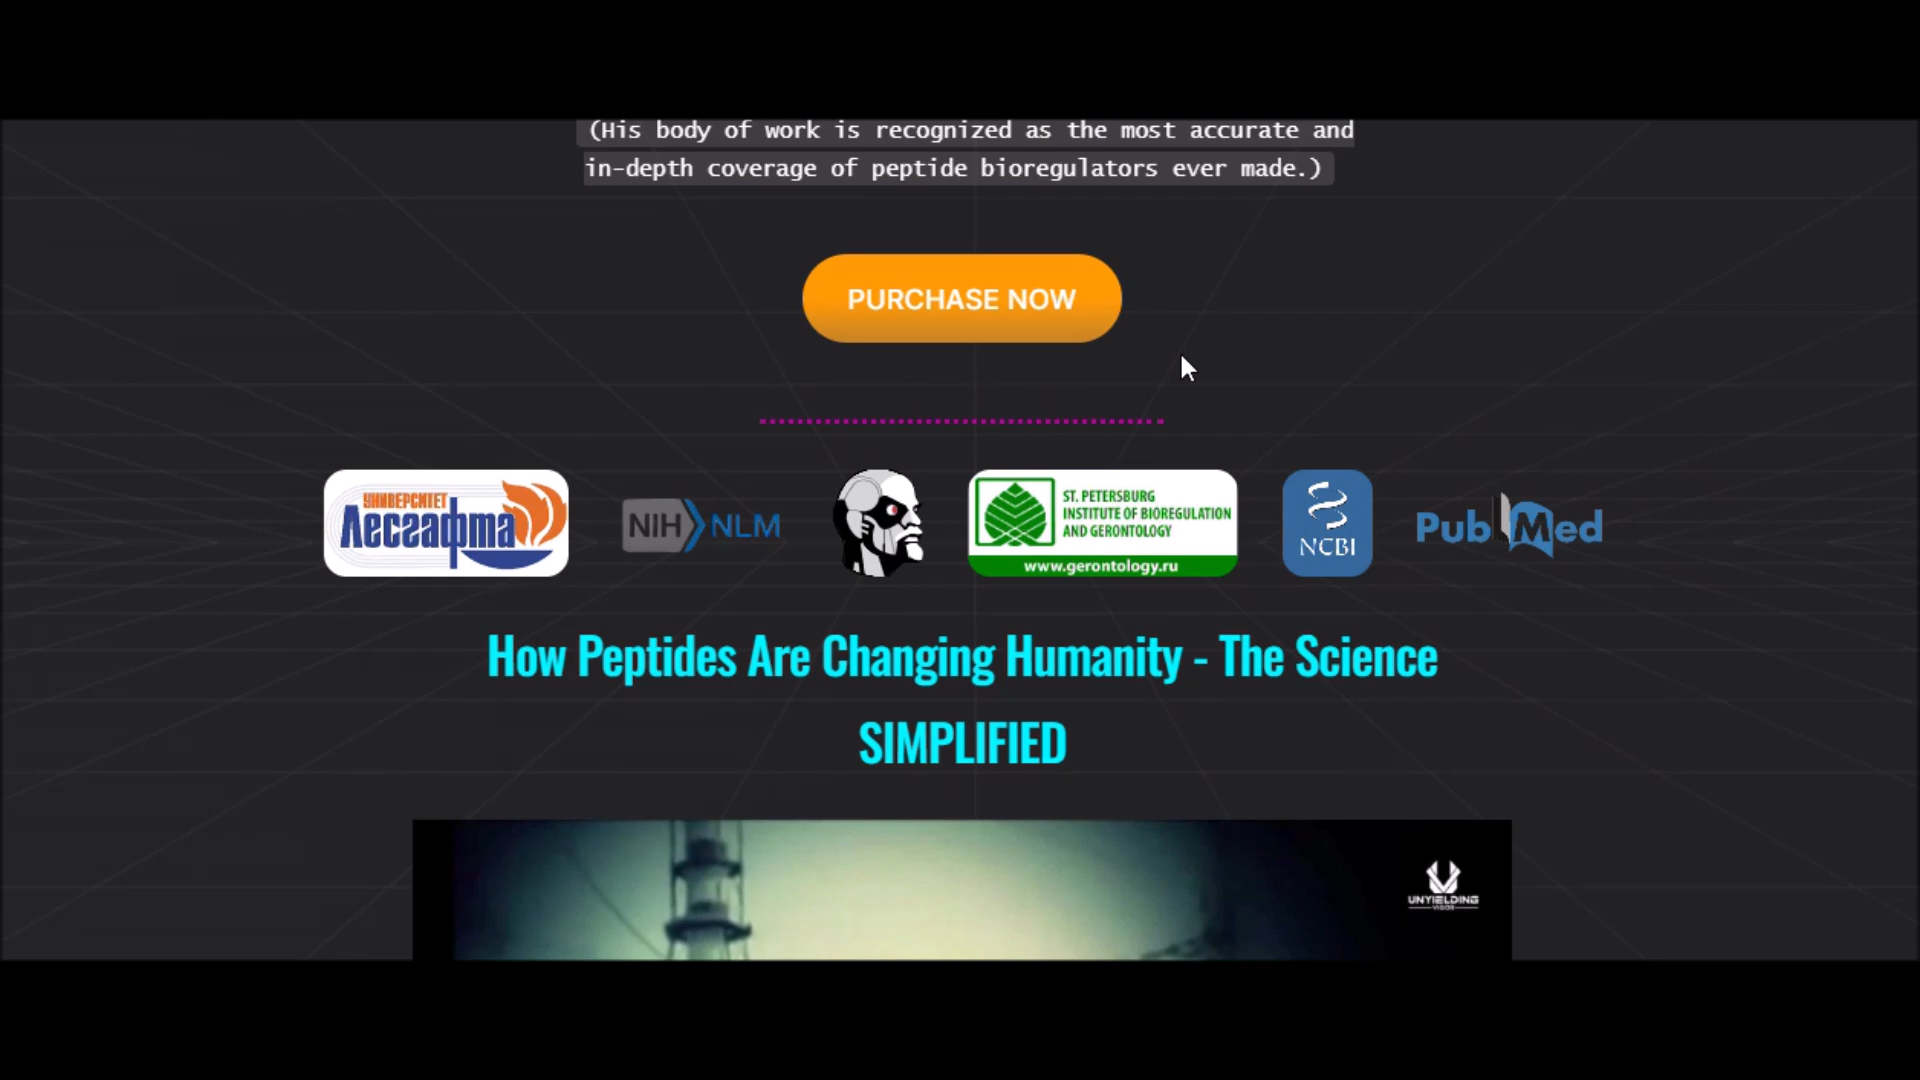 (His body of work is recognized as the most accurate and
in-depth coverage of peptide bioregulators ever made.)
PURCHASE NOW
УНИВЕРСИТЕТ
Лесгафта
NIH NLM
ST. PETERSBURG
INSTITUTE OF BIOREGULATION
AND GERONTOLOGY
www.gerontology.ru
NCBI
PubMed
How Peptides Are Changing Humanity - The Science
SIMPLIFIED
UNYIELDING
VIGOR